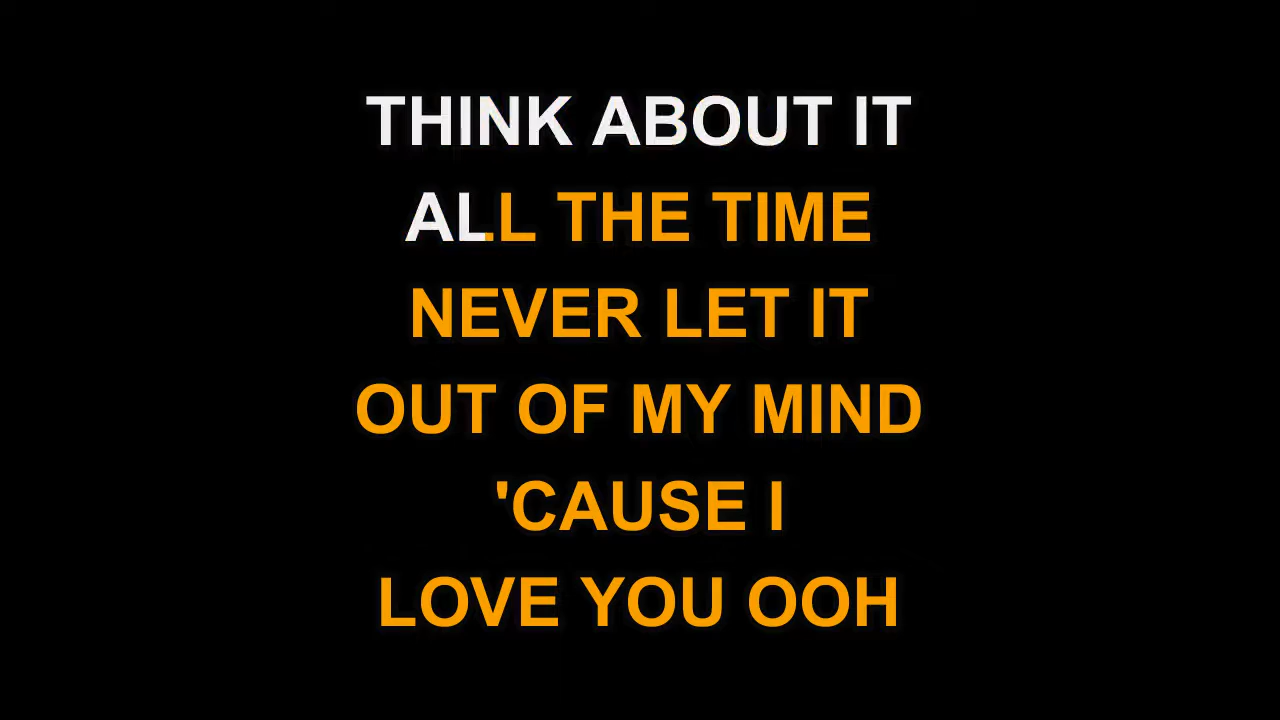 THINK ABOUT IT
ALL THE TIME
NEVER LET IT
OUT OF MY MIND
'CAUSE I
LOVE YOU OOH